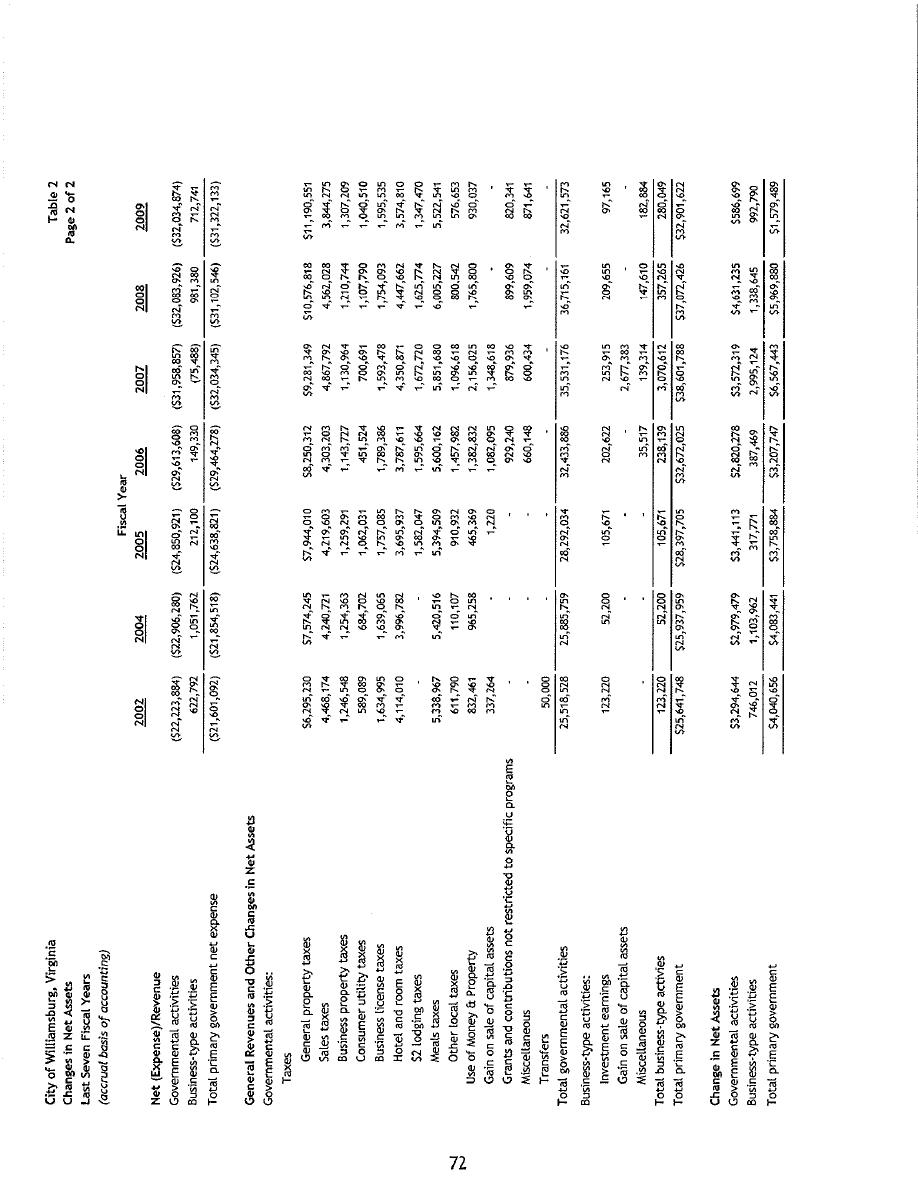 City of Williamsburg, Virginia Table 2
Changes in Net Assets Page 2 of 2
Last Seven Fiscal Years
(accrual basis of accounting)
Fiscal Year
2002 2004 2005 2006 2007 2008 2009
Net (Expense)/Revenue
Governmental activities ($22,223,884) ($22,906,280) ($24,850,921) ($29,613,608) ($31,958,857) ($32,083,926) ($32,034,874)
Business-type activities 622,792 1,051,762 212,100 149,330 (75,488) 981,380 712,741
Total primary government net expense ($21,601,092) ($21,854,518) ($24,638,821) ($29,464,278) ($32,034,345) ($31,102,546) ($31,322,133)
General Revenues and Other Changes in Net Assets
Governmental activities:
Taxes
General property taxes $6,295,230 $7,574,245 $7,944,010 $8,250,312 $9,281,349 $10,576,818 $11,190,551
Sales taxes 4,468,174 4,240,721 4,219,603 4,303,203 4,867,792 4,562,028 3,844,275
Business property taxes 1,246,548 1,254,363 1,259,291 1,143,727 1,130,964 1,210,744 1,307,209
Consumer utility taxes 589,089 684,702 1,062,031 451,524 700,691 1,107,790 1,040,510
Business license taxes 1,634,995 1,639,065 1,757,085 1,789,386 1,593,478 1,754,093 1,595,535
Hotel and room taxes 4,114,010 3,996,782 3,695,937 3,787,611 4,350,871 4,447,662 3,574,810
$2 lodging taxes - - 1,582,047 1,595,664 1,672,720 1,625,774 1,347,470
Meals taxes 5,338,967 5,420,516 5,394,509 5,600,162 5,851,680 6,005,227 5,522,541
Other local taxes 611,790 110,107 910,932 1,457,982 1,096,618 800,542 576,653
Use of Money & Property 832,461 965,258 465,369 1,382,832 2,156,025 1,765,800 930,037
Gain on sale of capital assets 337,264 - 1,220 1,082,095 1,348,618 - -
Grants and contributions not restricted to specific programs - - - 929,240 879,936 899,609 820,341
Miscellaneous - - - 660,148 600,434 1,959,074 871,641
Transfers 50,000 - - - - - -
Total governmental activities 25,518,528 25,885,759 28,292,034 32,433,886 35,531,176 36,715,161 32,621,573
Business-type activities:
Investment earnings 123,220 52,200 105,671 202,622 253,915 209,655 97,165
Gain on sale of capital assets - - - 2,677,383 - -
Miscellaneous - - - 35,517 139,314 147,610 182,884
Total business-type activies 123,220 52,200 105,671 238,139 3,070,612 357,265 280,049
Total primary government $25,641,748 $25,937,959 $28,397,705 $32,672,025 $38,601,788 $37,072,426 $32,901,622
Change in Net Assets
Governmental activities $3,294,644 $2,979,479 $3,441,113 $2,820,278 $3,572,319 $4,631,235 $586,699
Business-type activities 746,012 1,103,962 317,771 387,469 2,995,124 1,338,645 992,790
Total primary government $4,040,656 $4,083,441 $3,758,884 $3,207,747 $6,567,443 $5,969,880 $1,579,489
72